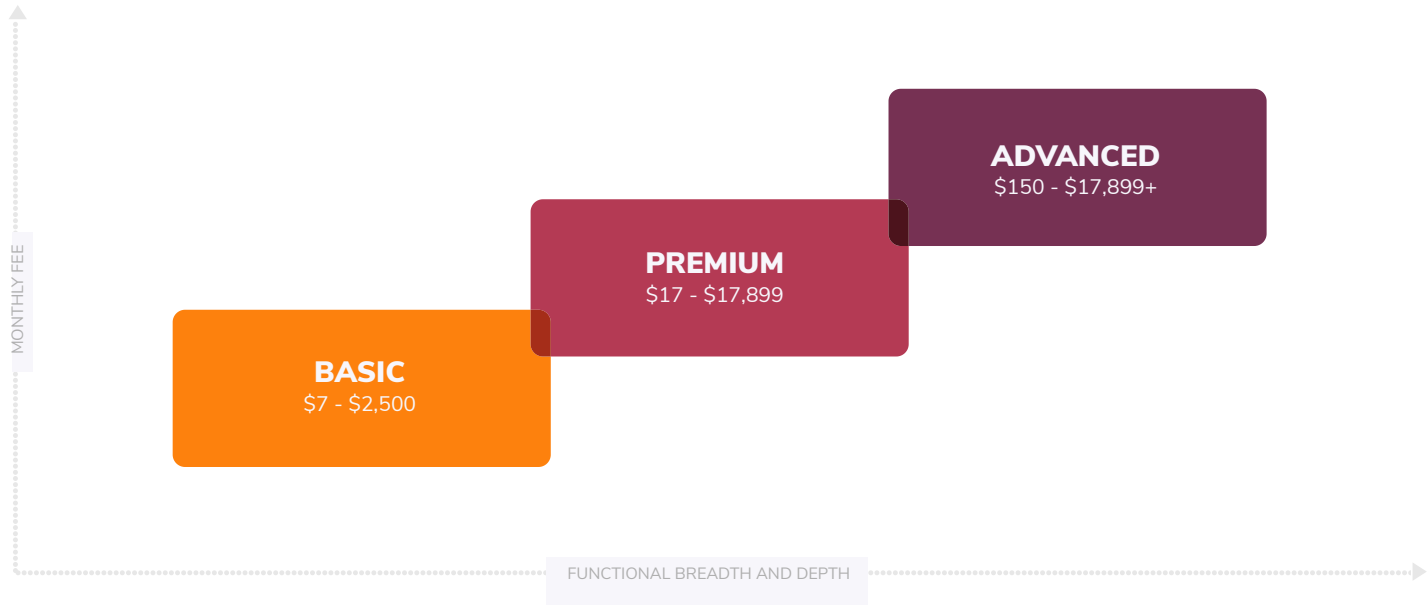 ADVANCED
$150 - $17,899+
PREMIUM
$17 - $17,899
MONTHLY FEE
BASIC
$7 - $2,500
FUNCTIONAL BREADTH AND DEPTH